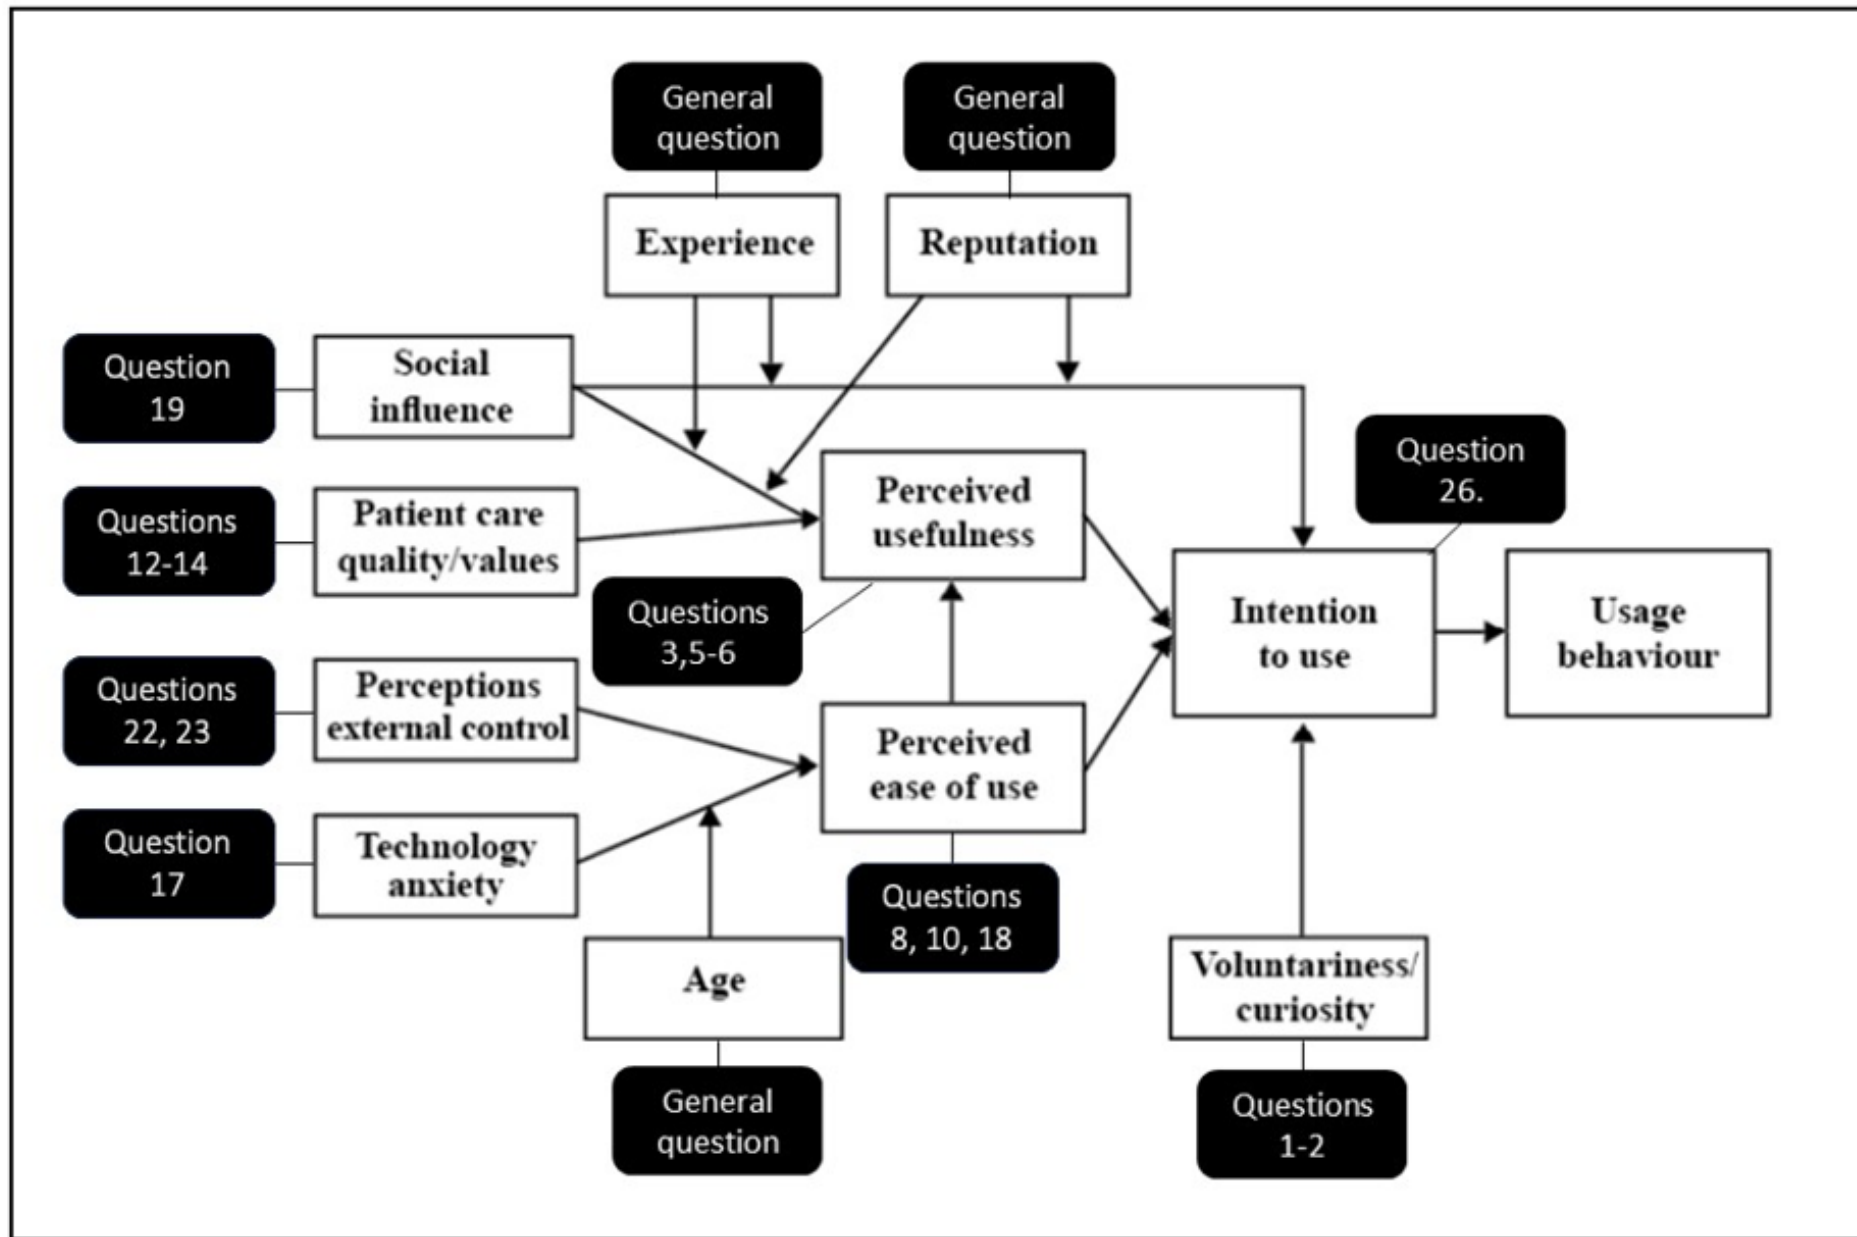 General
question
General
question
Experience
Reputation
Question
19
Social
influence
Question
26.
Questions
12-14
Patient care
quality/values
Perceived
usefulness
Questions
3,5-6
Intention
to use
Usage
behaviour
Questions
22, 23
Perceptions
external control
Perceived
ease of use
Question
17
Technology
anxiety
Questions
8, 10, 18
Age
Voluntariness/
curiosity
General
question
Questions
1-2